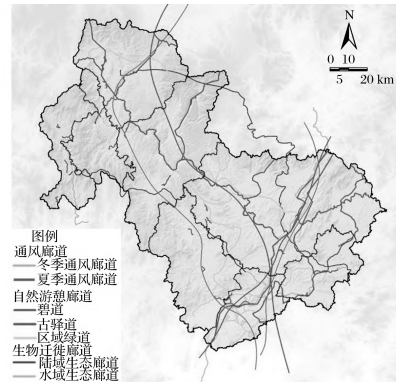 N
0 10
5 20 km
图例
通风廊道
冬季通风廊道
夏季通风廊道
自然游憩廊道
碧道
古驿道
区域绿道
生物迁徙廊道
陆域生态廊道
水域生态廊道